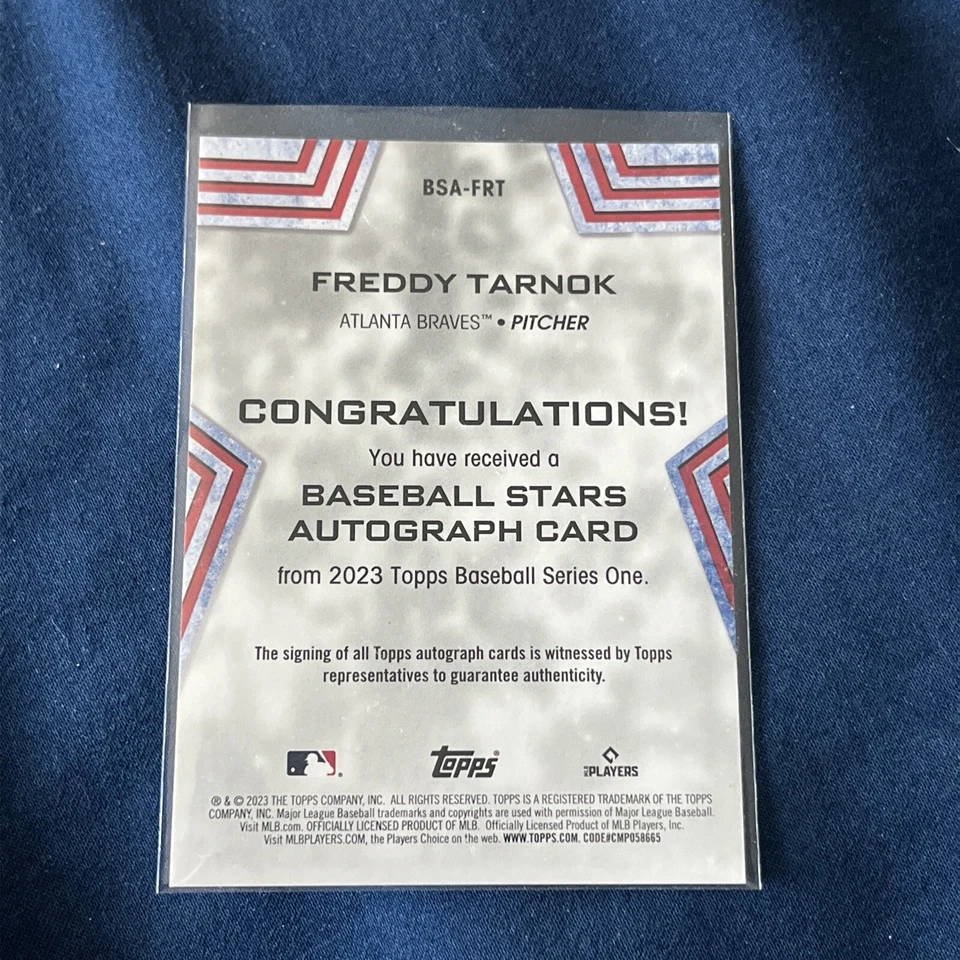 BSA-FRT
FREDDY TARNOK
ATLANTA BRAVES™ • PITCHER
CONGRATULATIONS!
You have received a
BASEBALL STARS
AUTOGRAPH CARD
from 2023 Topps Baseball Series One.
The signing of all Topps autograph cards is witnessed by Topps
representatives to guarantee authenticity.
topps® MLB PLAYERS
® & © 2023 THE TOPPS COMPANY, INC. ALL RIGHTS RESERVED. TOPPS IS A REGISTERED TRADEMARK OF THE TOPPS
COMPANY, INC. Major League Baseball trademarks and copyrights are used with permission of Major League Baseball.
Visit MLB.com. OFFICIALLY LICENSED PRODUCT OF MLB. Officially Licensed Product of MLB Players, Inc.
Visit MLBPLAYERS.COM, the Players Choice on the web. WWW.TOPPS.COM. CODE#CMP058665